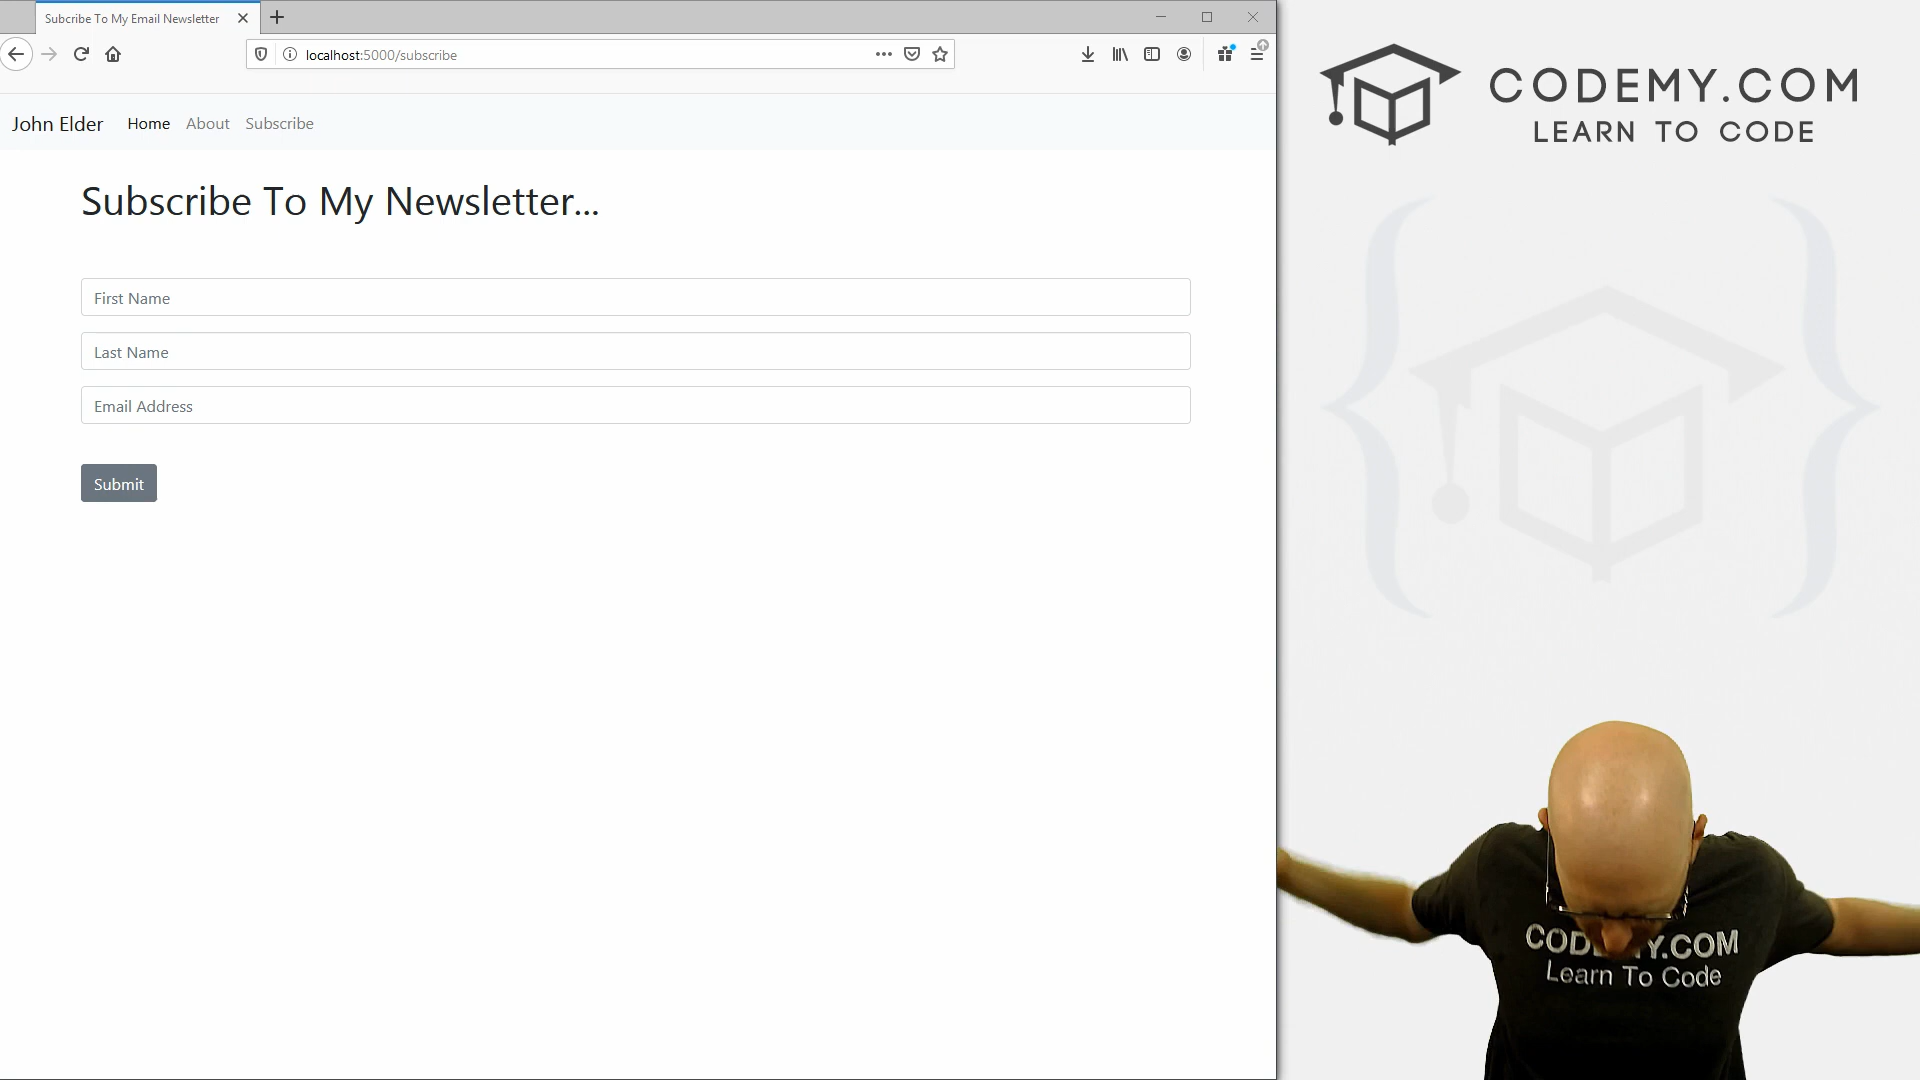 Subcribe To My Email Newsletter
localhost:5000/subscribe
John Elder Home About Subscribe
Subscribe To My Newsletter...
First Name
Last Name
Email Address
Submit
CODEMY.COM
LEARN TO CODE
Y.COM
Learn To Code